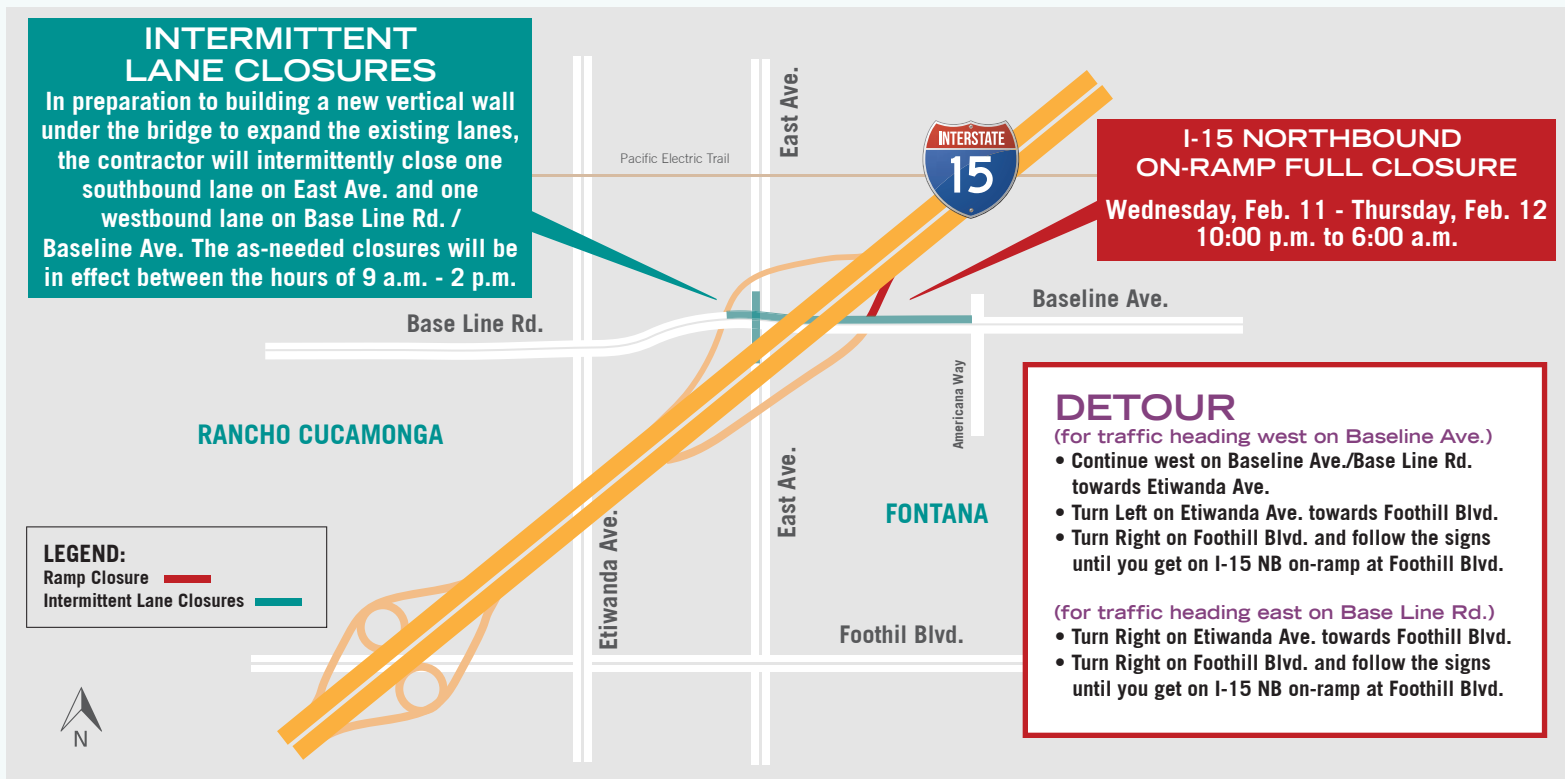 INTERMITTENT
LANE CLOSURES
In preparation to building a new vertical wall
under the bridge to expand the existing lanes,
the contractor will intermittently close one
southbound lane on East Ave. and one
westbound lane on Base Line Rd. /
Baseline Ave. The as-needed closures will be
in effect between the hours of 9 a.m. - 2 p.m.
East Ave.
Pacific Electric Trail
INTERSTATE
15
I-15 NORTHBOUND
ON-RAMP FULL CLOSURE
Wednesday, Feb. 11 - Thursday, Feb. 12
10:00 p.m. to 6:00 a.m.
Base Line Rd.
Baseline Ave.
Americana Way
RANCHO CUCAMONGA
East Ave.
FONTANA
Etiwanda Ave.
Foothil Blvd.
DETOUR
(for traffic heading west on Baseline Ave.)
• Continue west on Baseline Ave./Base Line Rd.
towards Etiwanda Ave.
• Turn Left on Etiwanda Ave. towards Foothill Blvd.
• Turn Right on Foothill Blvd. and follow the signs
until you get on I-15 NB on-ramp at Foothill Blvd.
(for traffic heading east on Base Line Rd.)
• Turn Right on Etiwanda Ave. towards Foothill Blvd.
• Turn Right on Foothill Blvd. and follow the signs
until you get on I-15 NB on-ramp at Foothill Blvd.
LEGEND:
Ramp Closure
Intermittent Lane Closures
N